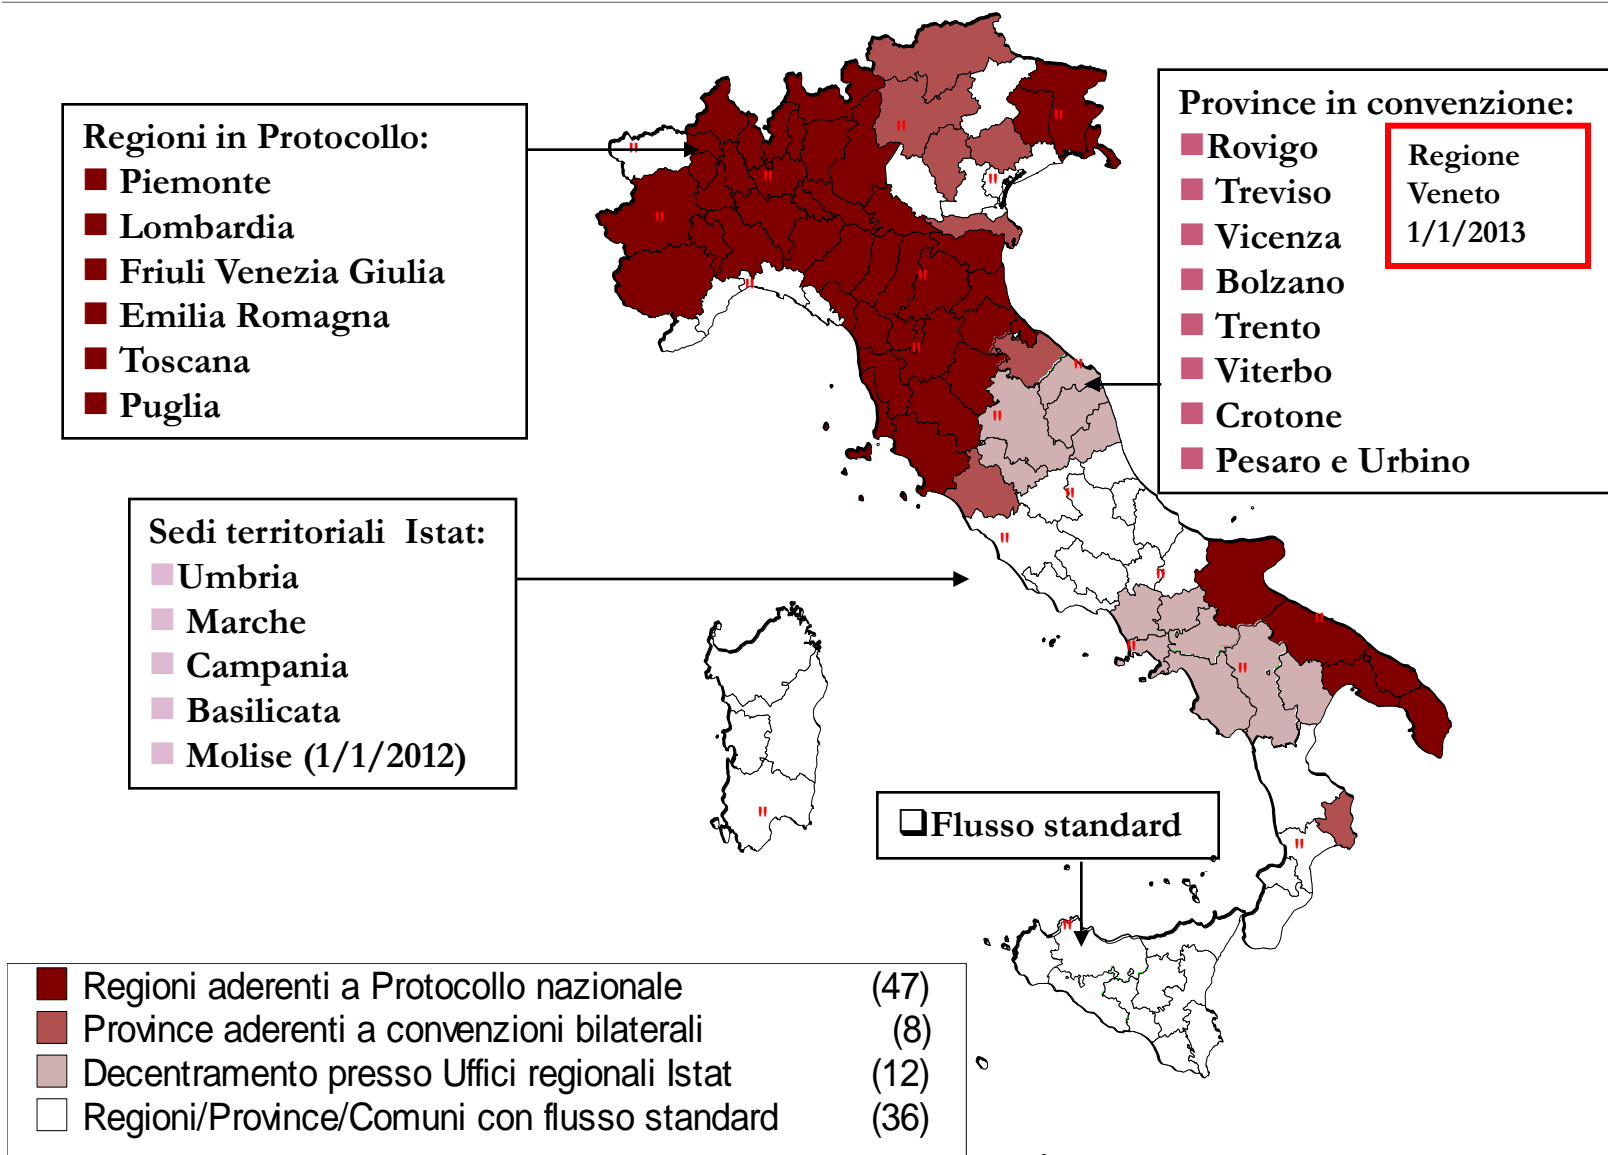 Regioni in Protocollo:
Piemonte
Lombardia
Friuli Venezia Giulia
Emilia Romagna
Toscana
Puglia
Province in convenzione:
Rovigo
Treviso
Vicenza
Bolzano
Trento
Viterbo
Crotone
Pesaro e Urbino
Regione
Veneto
1/1/2013
Sedi territoriali Istat:
Umbria
Marche
Campania
Basilicata
Molise (1/1/2012)
Flusso standard
Regioni aderenti a Protocollo nazionale (47)
Province aderenti a convenzioni bilaterali (8)
Decentramento presso Uffici regionali Istat (12)
Regioni/Province/Comuni con flusso standard (36)